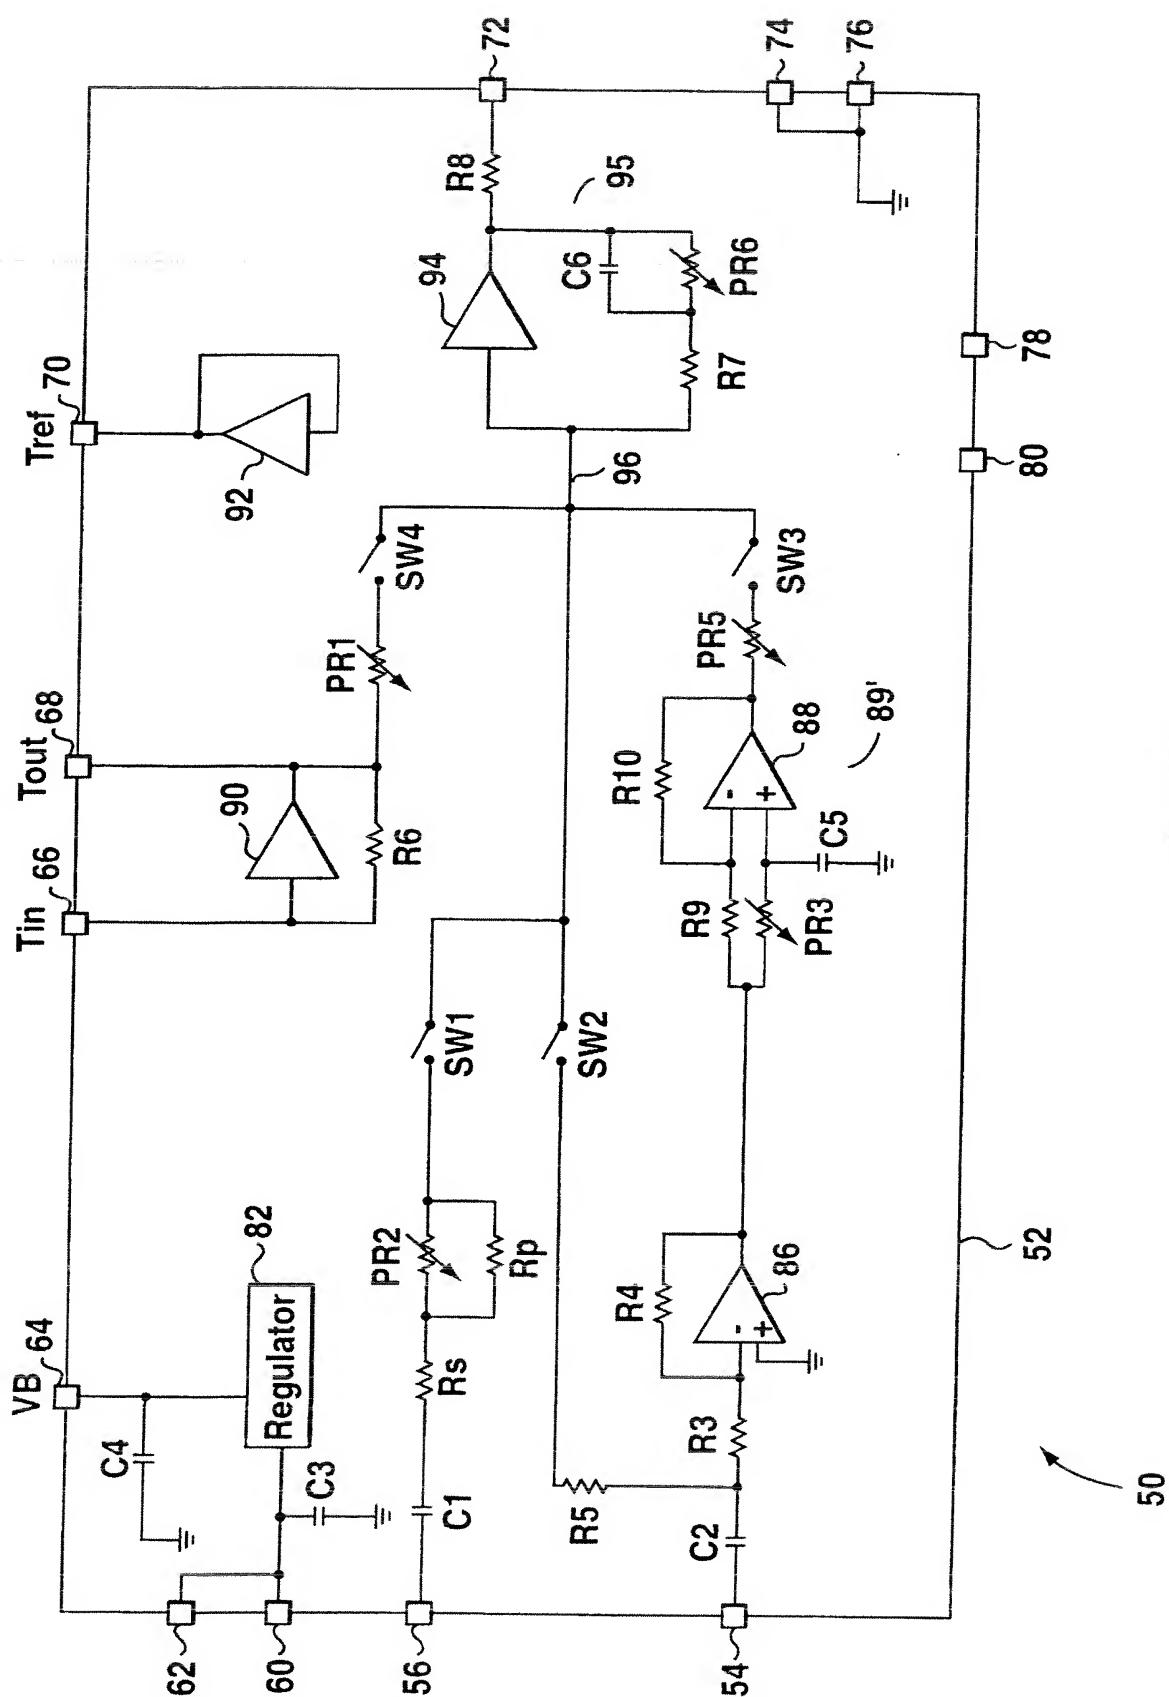 VB
64
Tin
66
Tout
68
Tref
70
62
60
56
54
C4
C3
Regulator
82
C1
Rs
PR2
Rp
SW1
SW2
R5
C2
R3
R4
-
+
86
90
R6
PR1
SW4
92
R9
PR3
C5
R10
-
+
88
89'
PR5
SW3
96
94
R7
C6
PR6
95
R8
72
74
76
78
80
52
50